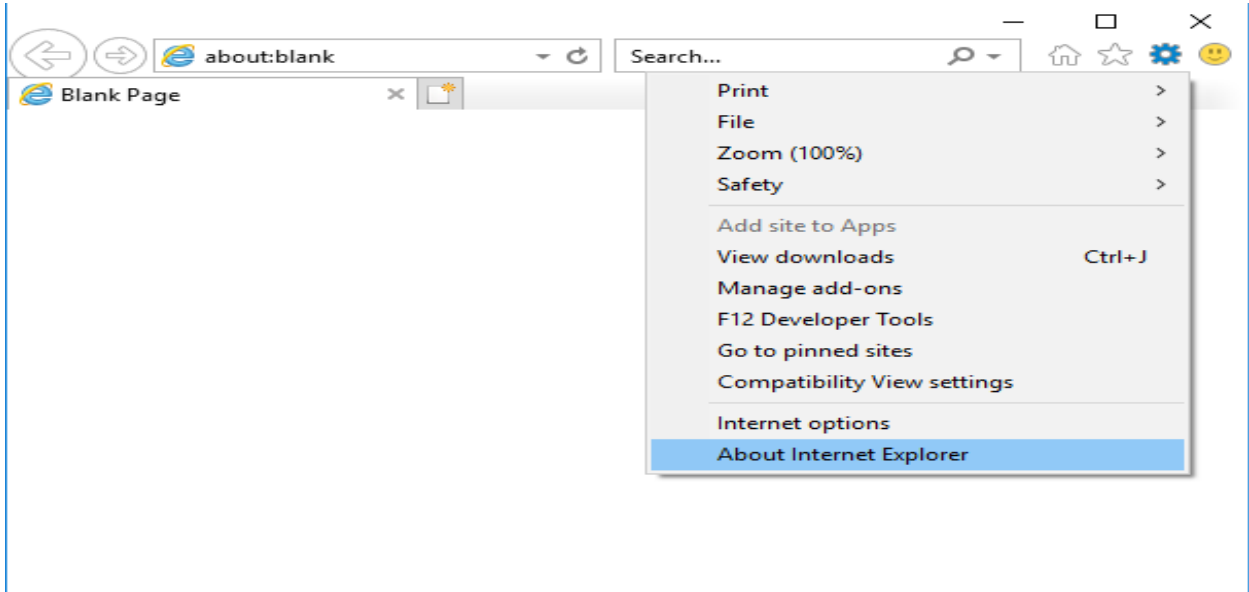 about:blank
Search...
Blank Page
Print
File
Zoom (100%)
Safety
Add site to Apps
View downloads Ctrl+J
Manage add-ons
F12 Developer Tools
Go to pinned sites
Compatibility View settings
Internet options
About Internet Explorer